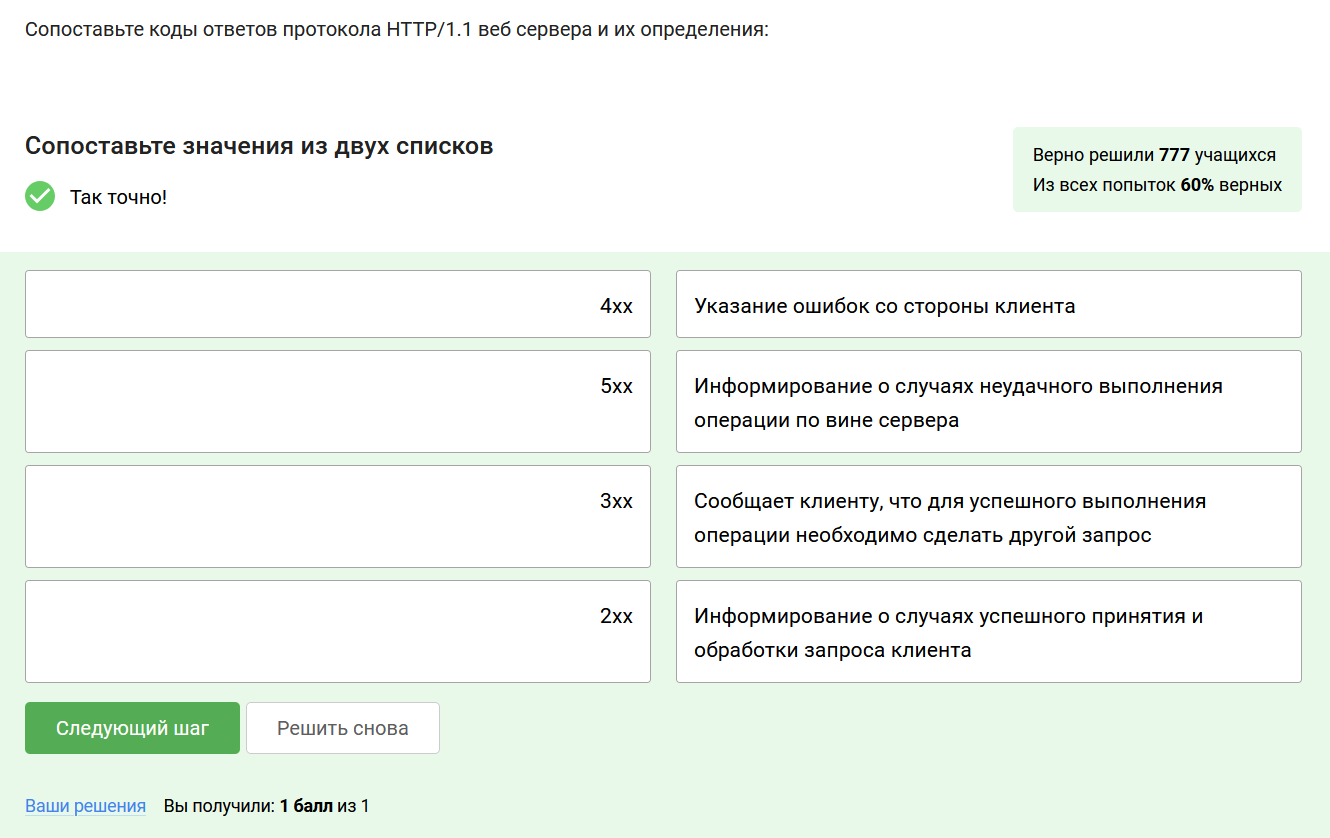 Сопоставьте коды ответов протокола HTTP/1.1 веб сервера и их определения:
Сопоставьте значения из двух списков
Так точно!
Верно решили 777 учащихся
Из всех попыток 60% верных
4xx
Указание ошибок со стороны клиента
5xx
Информирование о случаях неудачного выполнения
операции по вине сервера
3xx
Сообщает клиенту, что для успешного выполнения
операции необходимо сделать другой запрос
2xx
Информирование о случаях успешного принятия и
обработки запроса клиента
Следующий шаг
Решить снова
Ваши решения Вы получили: 1 балл из 1